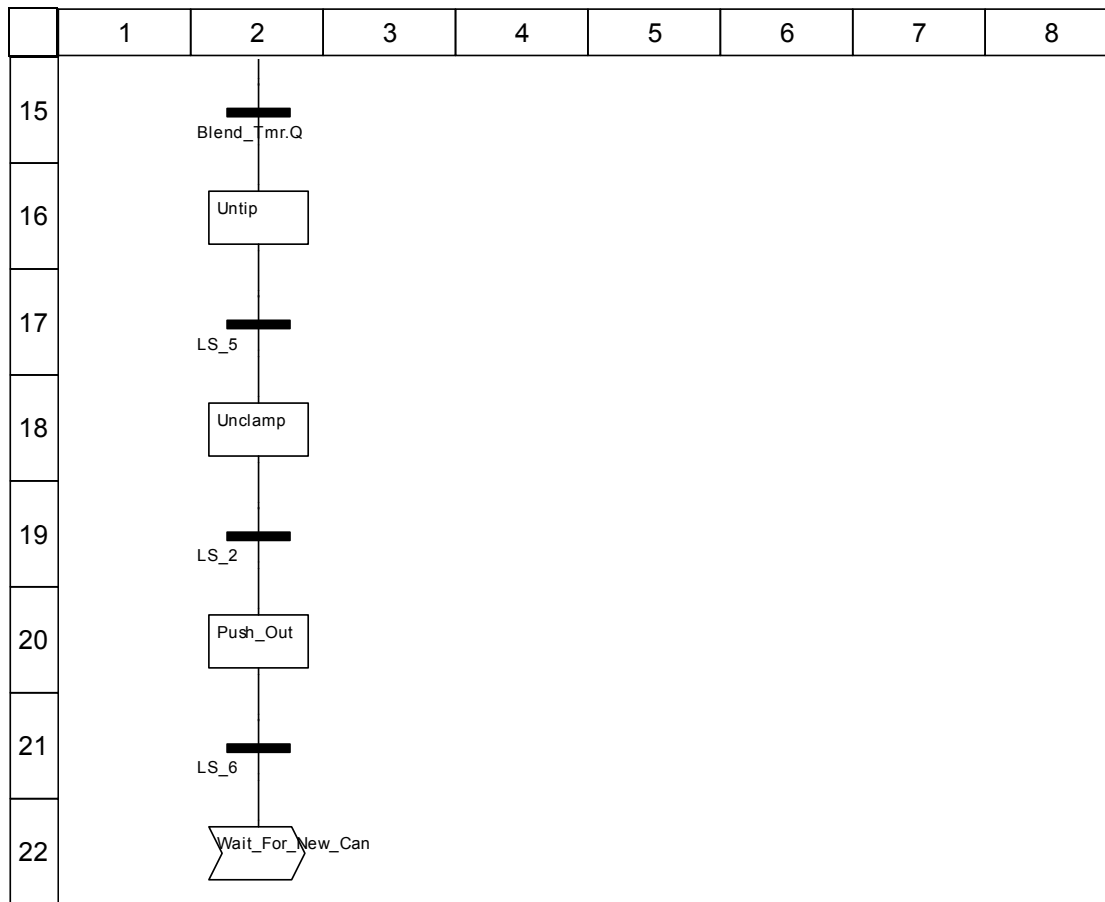 1 2 3 4 5 6 7 8
15
Blend_Tmr.Q
16
Untip
17
LS_5
18
Unclamp
19
LS_2
20
Push_Out
21
LS_6
22
Wait_For_New_Can